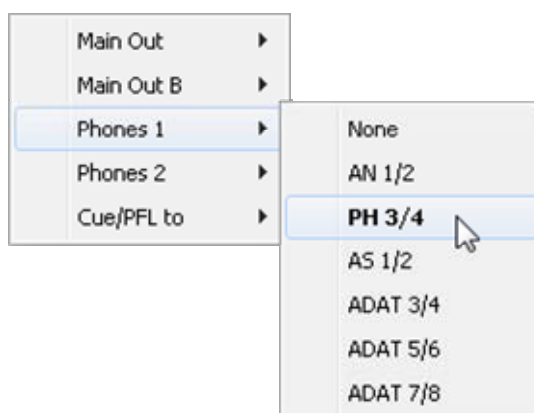 Main Out
Main Out B
Phones 1
Phones 2
Cue/PFL to
None
AN 1/2
PH 3/4
AS 1/2
ADAT 3/4
ADAT 5/6
ADAT 7/8